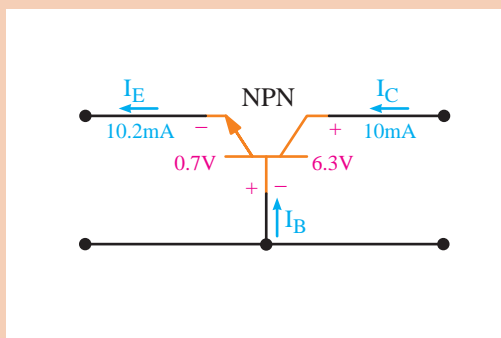 I_E NPN I_C
10.2mA − + 10mA
0.7V 6.3V
+ −
I_B